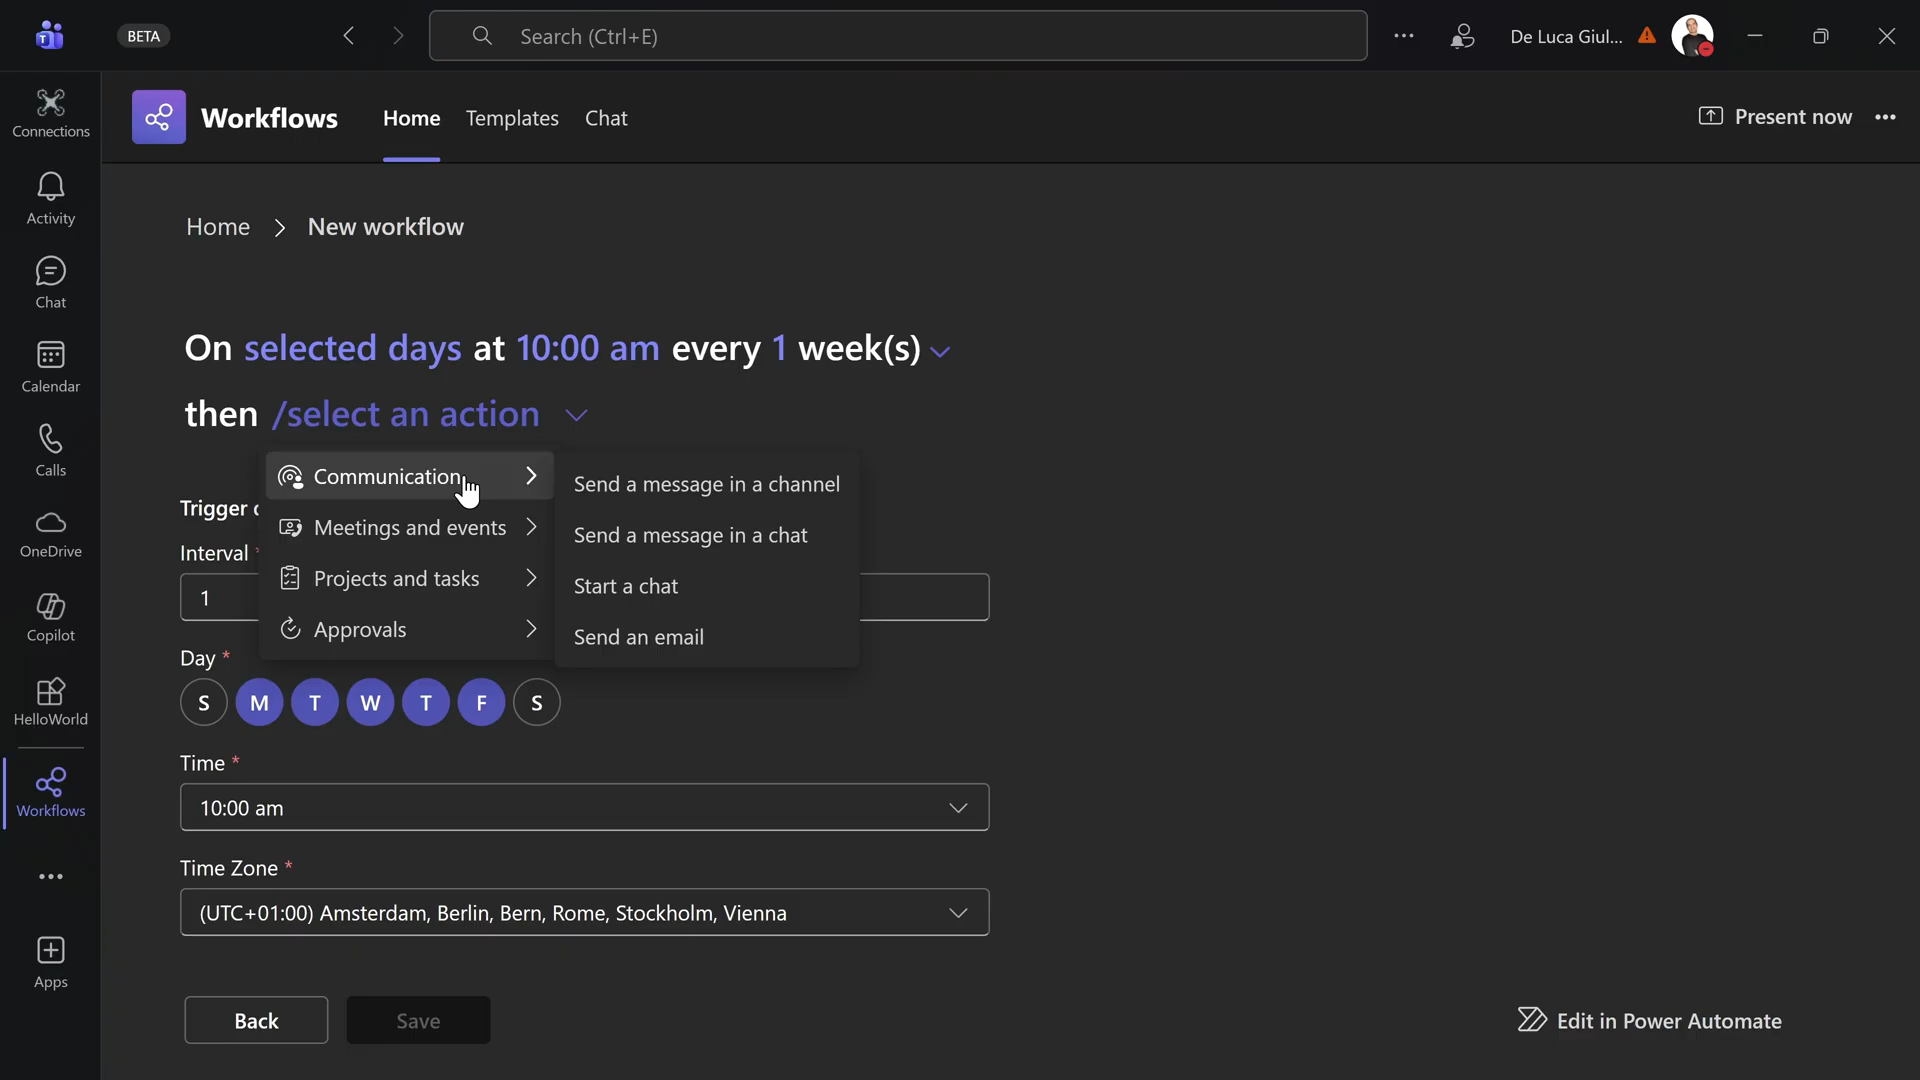 BETA
Search (Ctrl+E)
De Luca Giul...
Connections
Activity
Chat
Calendar
Calls
OneDrive
Copilot
HelloWorld
Workflows
Apps
Workflows
Home
Templates
Chat
Present now
Home > New workflow
On selected days at 10:00 am every 1 week(s)
then /select an action
Communication
Meetings and events
Projects and tasks
Approvals
Send a message in a channel
Send a message in a chat
Start a chat
Send an email
Trigger
Interval *
1
Day *
S M T W T F S
Time *
10:00 am
Time Zone *
(UTC+01:00) Amsterdam, Berlin, Bern, Rome, Stockholm, Vienna
Back
Save
Edit in Power Automate